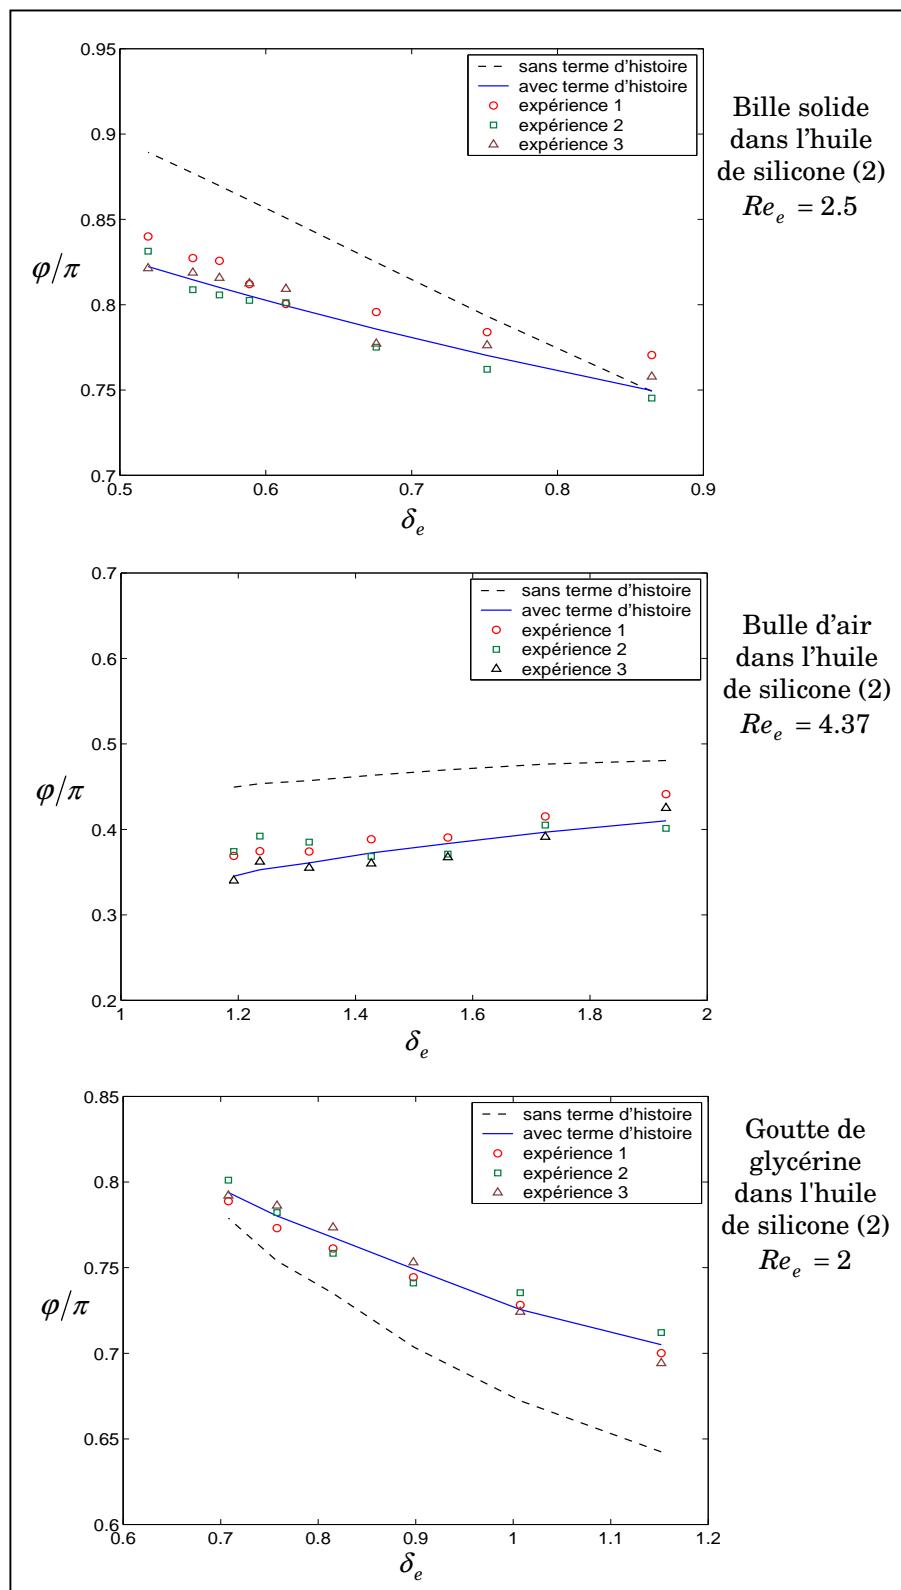 0.95
0.9
0.85
0.8
0.75
0.7
0.5
0.6
0.7
0.8
0.9
φ/π
δe
sans terme d'histoire
avec terme d'histoire
expérience 1
expérience 2
expérience 3
Bille solide
dans l'huile
de silicone (2)
Re_e = 2.5
0.7
0.6
0.5
0.4
0.3
0.2
1
1.2
1.4
1.6
1.8
2
φ/π
δe
sans terme d'histoire
avec terme d'histoire
expérience 1
expérience 2
expérience 3
Bulle d'air
dans l'huile
de silicone (2)
Re_e = 4.37
0.85
0.8
0.75
0.7
0.65
0.6
0.6
0.7
0.8
0.9
1
1.1
1.2
φ/π
δe
sans terme d'histoire
avec terme d'histoire
expérience 1
expérience 2
expérience 3
Goutte de
glycérine
dans l'huile
de silicone (2)
Re_e = 2